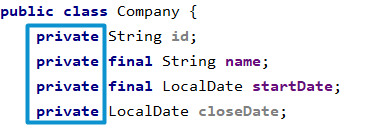 public class Company {
    private String id;
    private final String name;
    private final LocalDate startDate;
    private LocalDate closeDate;